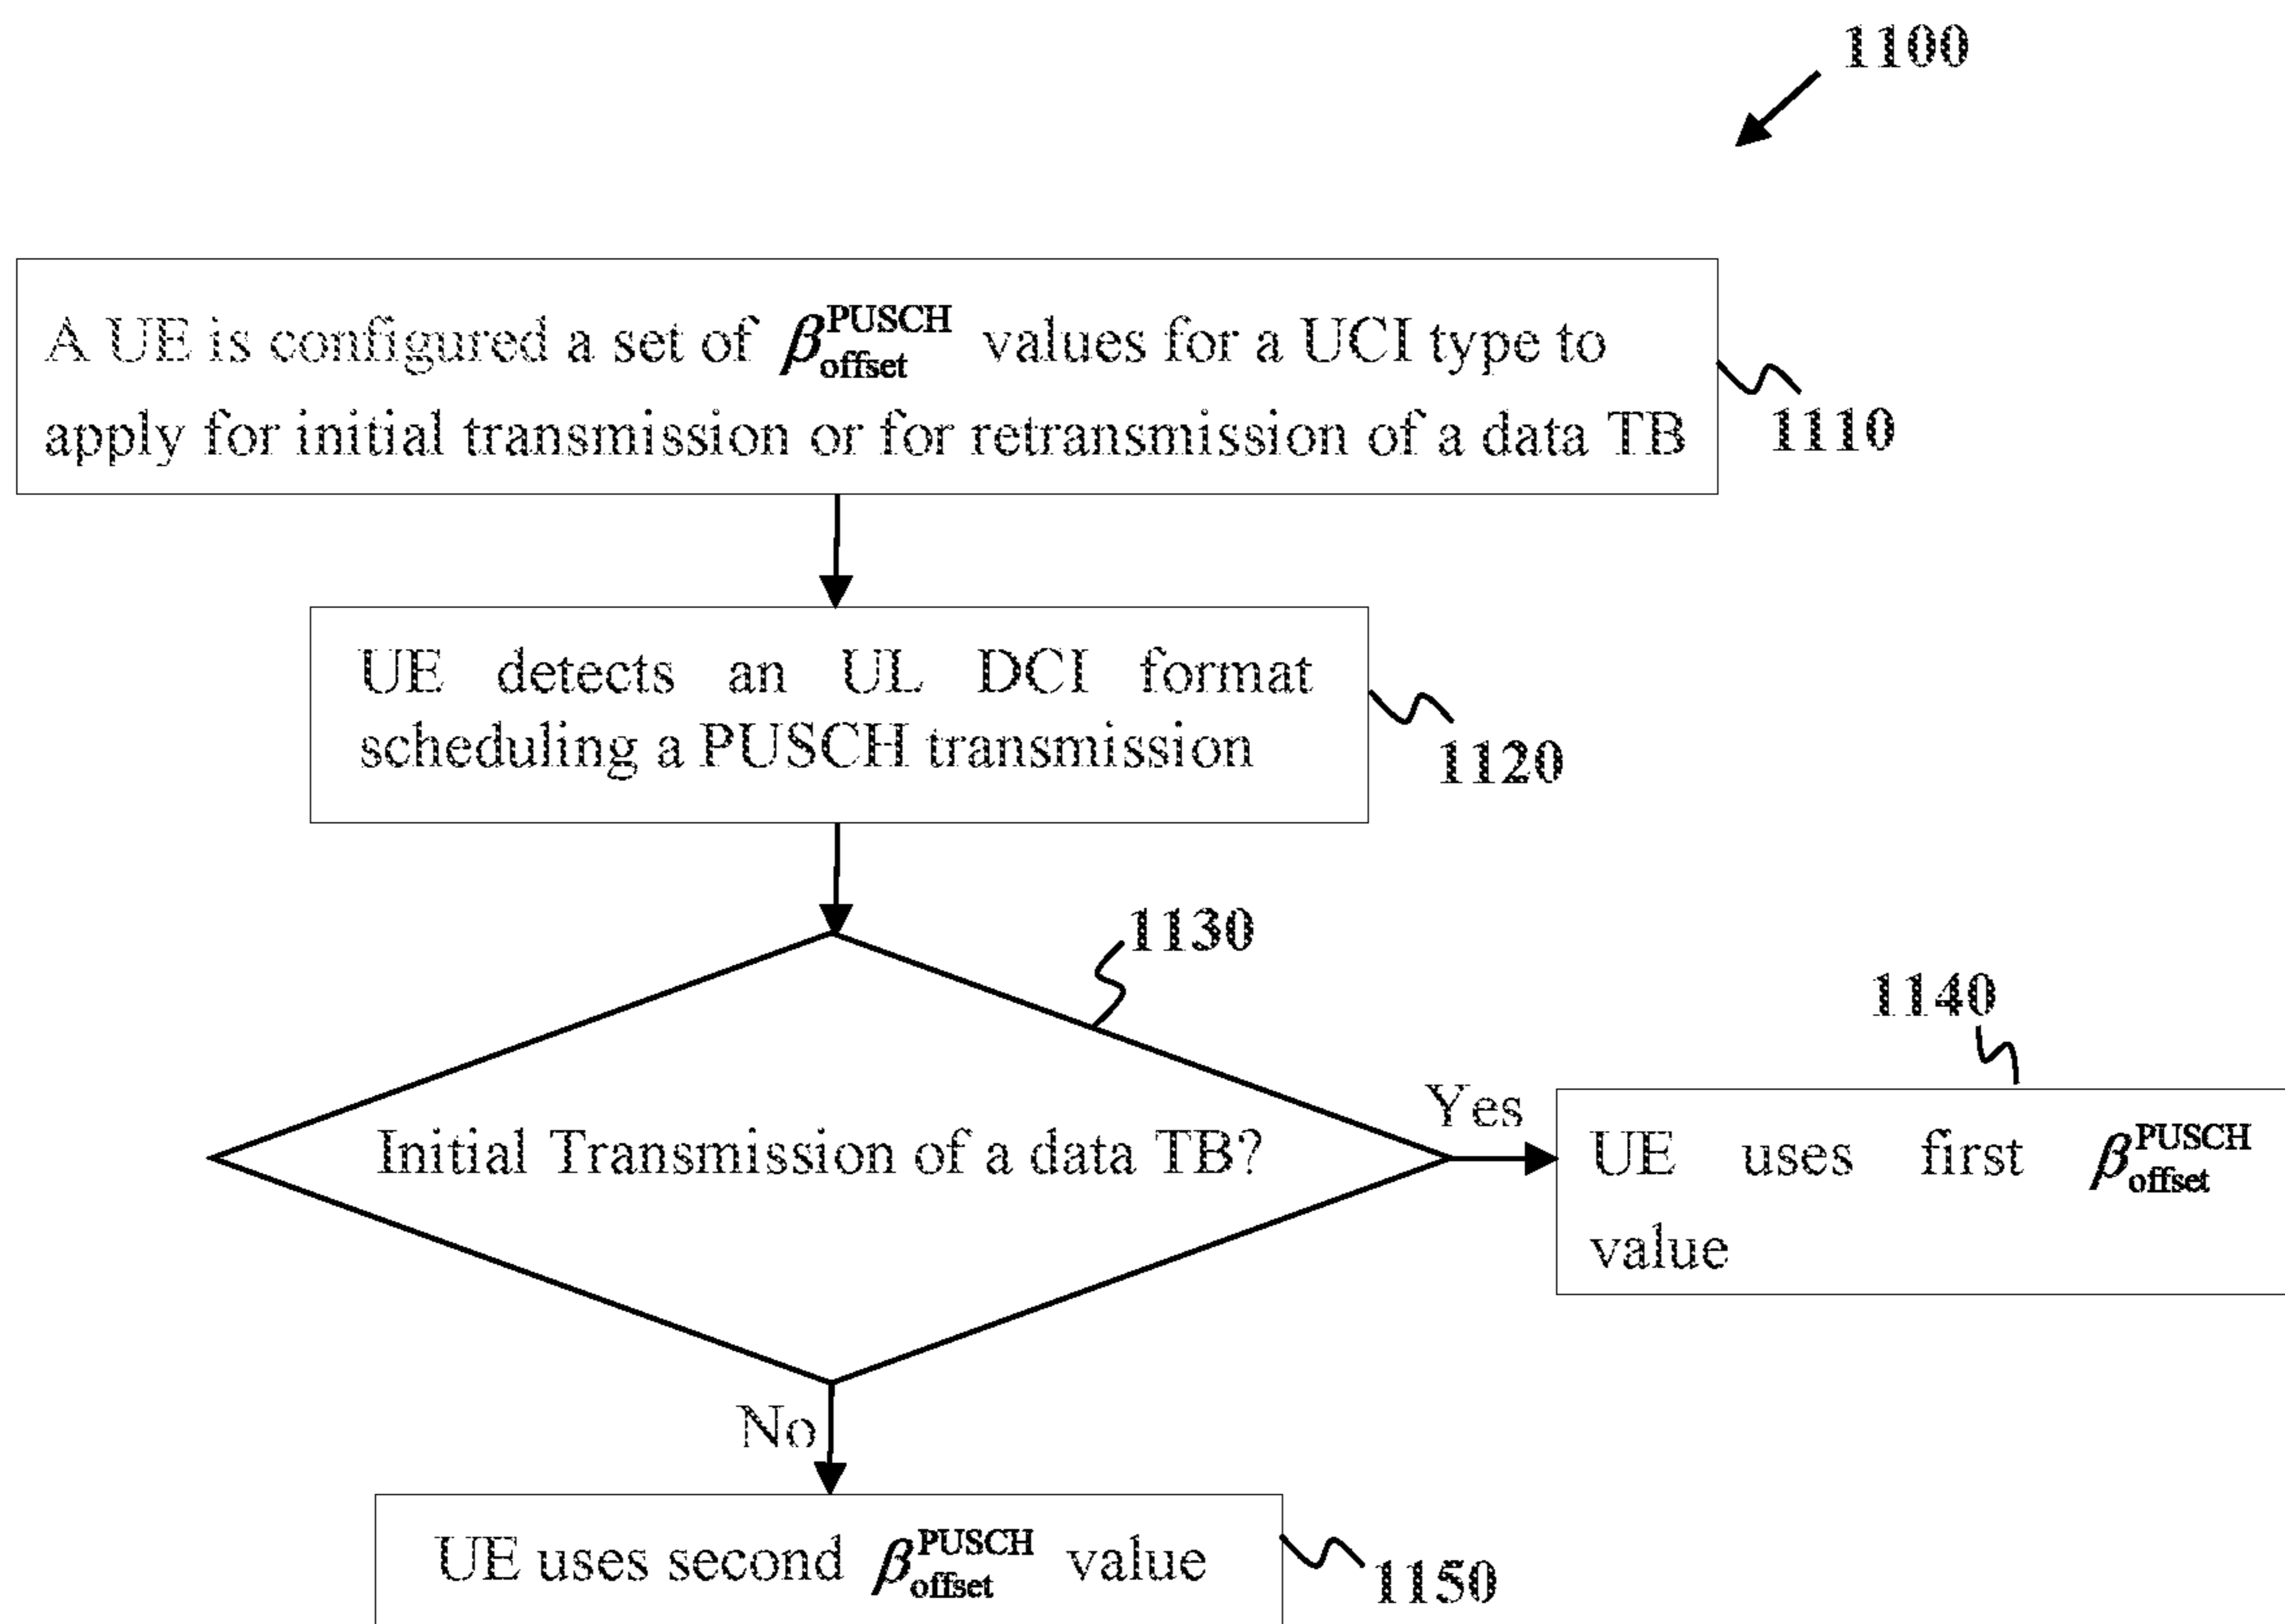 1100
A UE is configured a set of β_offset^PUSCH values for a UCI type to
apply for initial transmission or for retransmission of a data TB
1110
UE detects an UL DCI format
scheduling a PUSCH transmission
1120
1130
Initial Transmission of a data TB?
Yes
1140
UE uses first β_offset^PUSCH
value
No
UE uses second β_offset^PUSCH value
1150